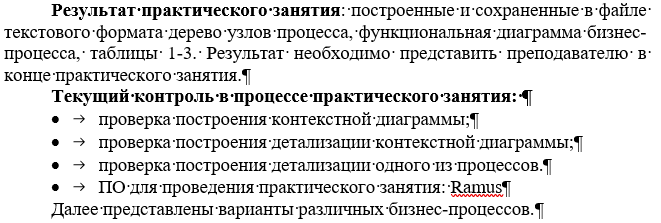 Результат практического занятия: построенные и сохраненные в файле
текстового формата дерево узлов процесса, функциональная диаграмма бизнес-
процесса, таблицы 1-3. Результат необходимо представить преподавателю в
конце практического занятия.¶
Текущий контроль в процессе практического занятия: ¶
• → проверка построения контекстной диаграммы;¶
• → проверка построения детализации контекстной диаграммы;¶
• → проверка построения детализации одного из процессов.¶
• → ПО для проведения практического занятия: Ramus¶
Далее представлены варианты различных бизнес-процессов.¶